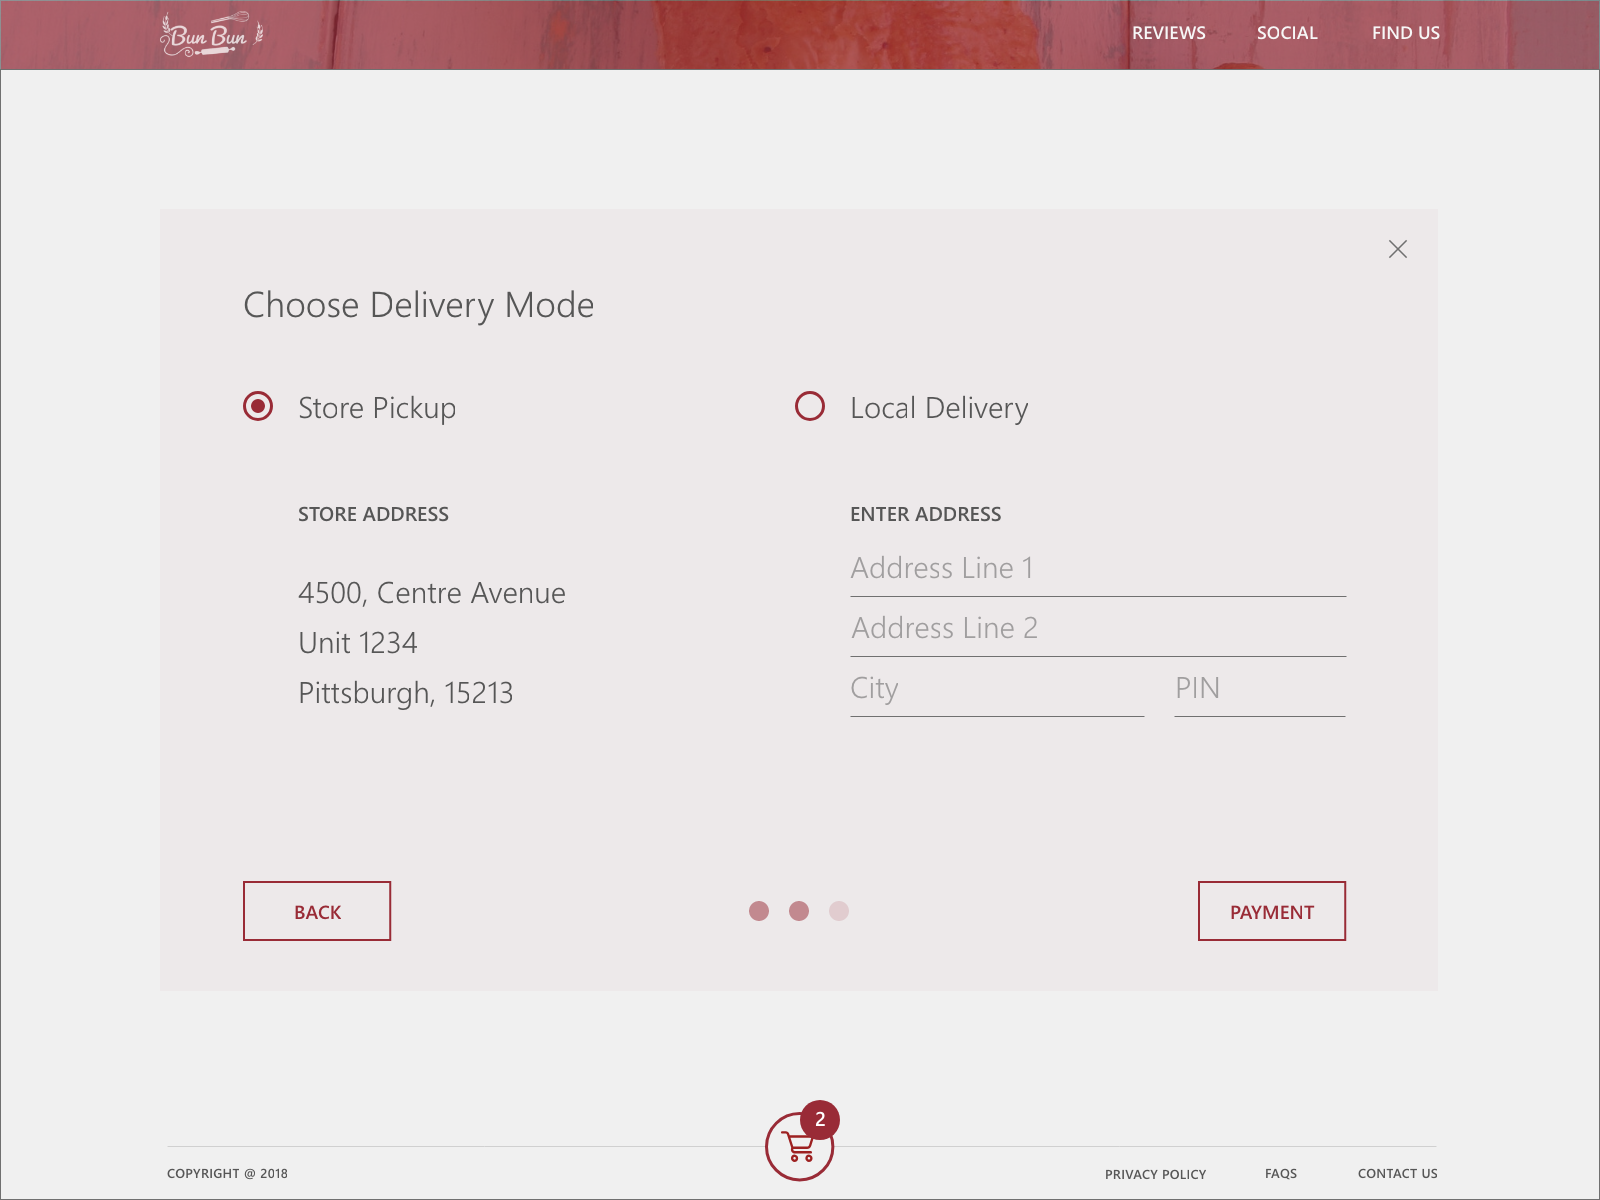 Bun Bun
REVIEWS SOCIAL FIND US
Choose Delivery Mode
Store Pickup
Local Delivery
STORE ADDRESS
4500, Centre Avenue
Unit 1234
Pittsburgh, 15213
ENTER ADDRESS
Address Line 1
Address Line 2
City PIN
BACK
PAYMENT
2
COPYRIGHT @ 2018
PRIVACY POLICY FAQS CONTACT US